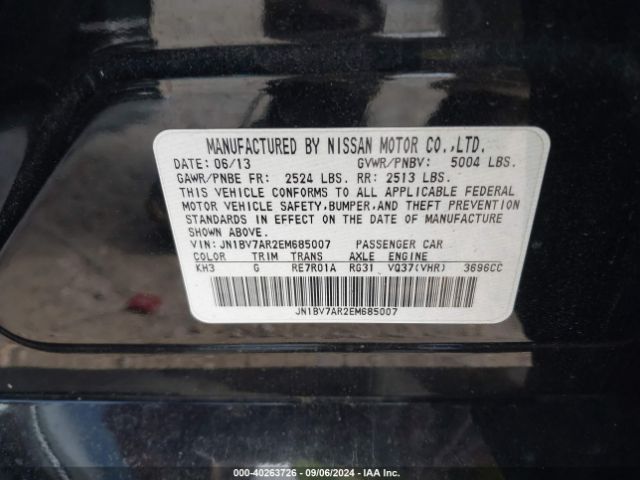 MANUFACTURED BY NISSAN MOTOR CO.,LTD.
DATE: 06/13 GVWR/PNBV: 5004 LBS.
GAWR/PNBE FR: 2524 LBS. RR: 2513 LBS.
THIS VEHICLE CONFORMS TO ALL APPLICABLE FEDERAL
MOTOR VEHICLE SAFETY,BUMPER,AND THEFT PREVENTION
STANDARDS IN EFFECT ON THE DATE OF MANUFACTURE
SHOWN ABOVE.
VIN: JN1BV7AR2EM685007 PASSENGER CAR
COLOR TRIM TRANS AXLE ENGINE
KH3 G RE7R01A RG31 VQ37(VHR) 3696CC
JN1BV7AR2EM685007
000-40263726 - 09/06/2024 - IAA Inc.